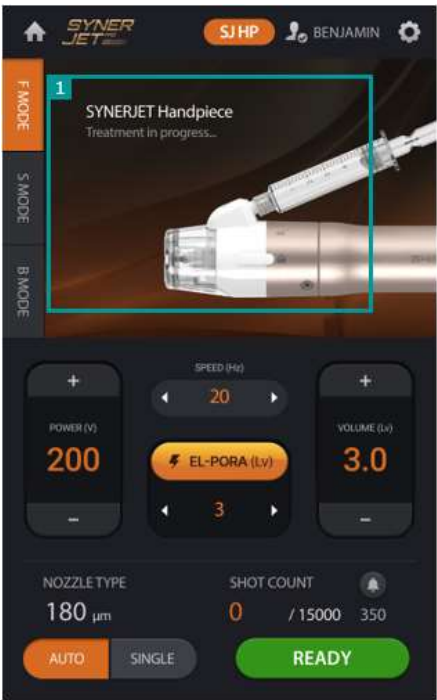 SYNER
JET
SJ HP
BENJAMIN
F MODE
S MODE
B MODE
1
SYNERJET Handpiece
Treatment in progress...
SPEED (Hz)
20
+
POWER (V)
200
-
EL-PORA (Lv)
3
+
VOLUME (Lv)
3.0
-
NOZZLE TYPE
180 µm
SHOT COUNT
0 / 15000 350
AUTO SINGLE
READY